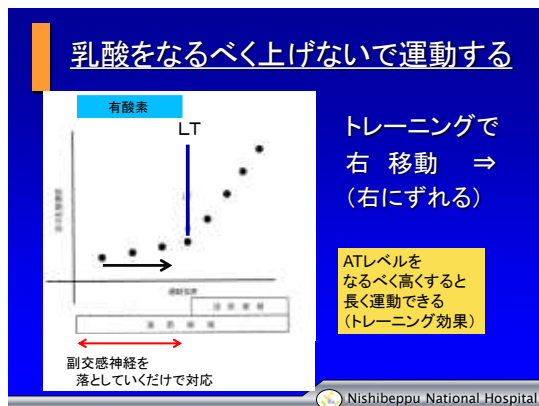 乳酸をなるべく上げないで運動する
有酸素
LT
トレーニングで
右 移動 ⇒
(右にずれる)
ATレベルを
なるべく高くすると
長く運動できる
(トレーニング効果)
副交感神経を
落としていくだけで対応
Nishibeppu National Hospital